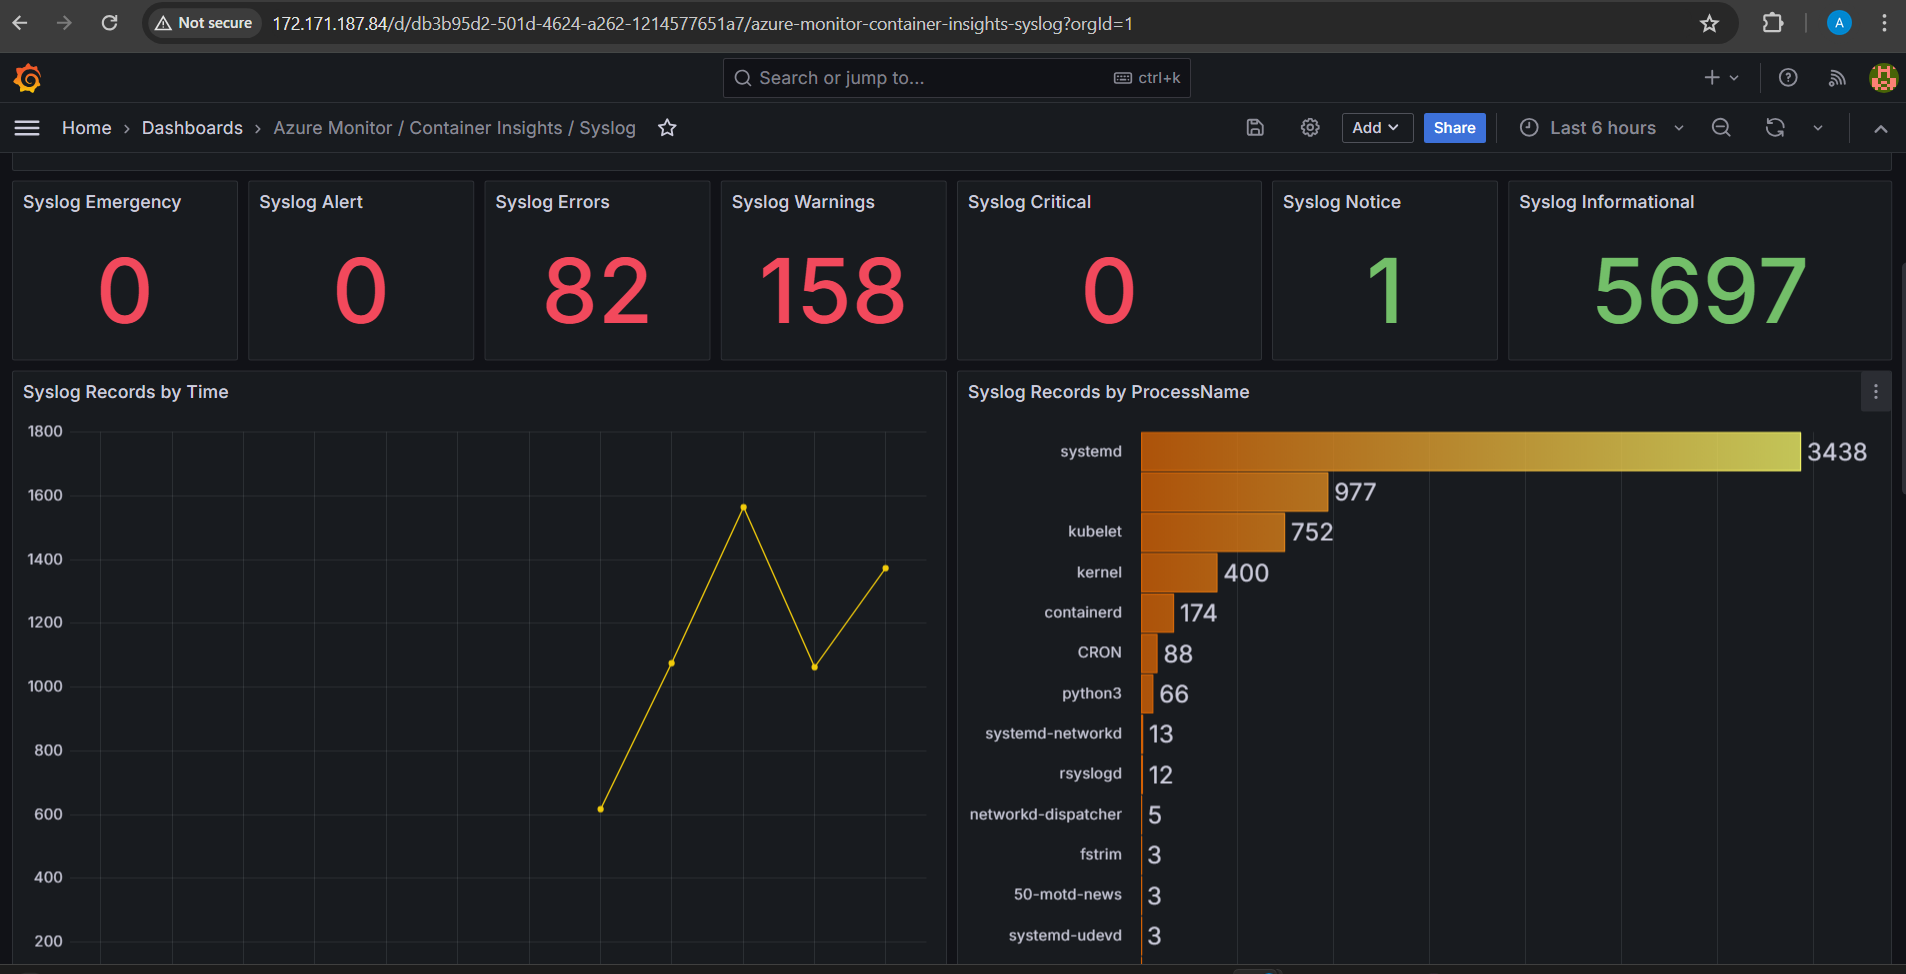 Not secure
172.171.187.84/d/db3b95d2-501d-4624-a262-1214577651a7/azure-monitor-container-insights-syslog?orgId=1
A
Search or jump to...
ctrl+k
Home › Dashboards › Azure Monitor / Container Insights / Syslog
Add
Share
Last 6 hours
Syslog Emergency
0
Syslog Alert
0
Syslog Errors
82
Syslog Warnings
158
Syslog Critical
0
Syslog Notice
1
Syslog Informational
5697
Syslog Records by Time
1800
1600
1400
1200
1000
800
600
400
200
Syslog Records by ProcessName
systemd 3438
977
kubelet 752
kernel 400
containerd 174
CRON 88
python3 66
systemd-networkd 13
rsyslogd 12
networkd-dispatcher 5
fstrim 3
50-motd-news 3
systemd-udevd 3